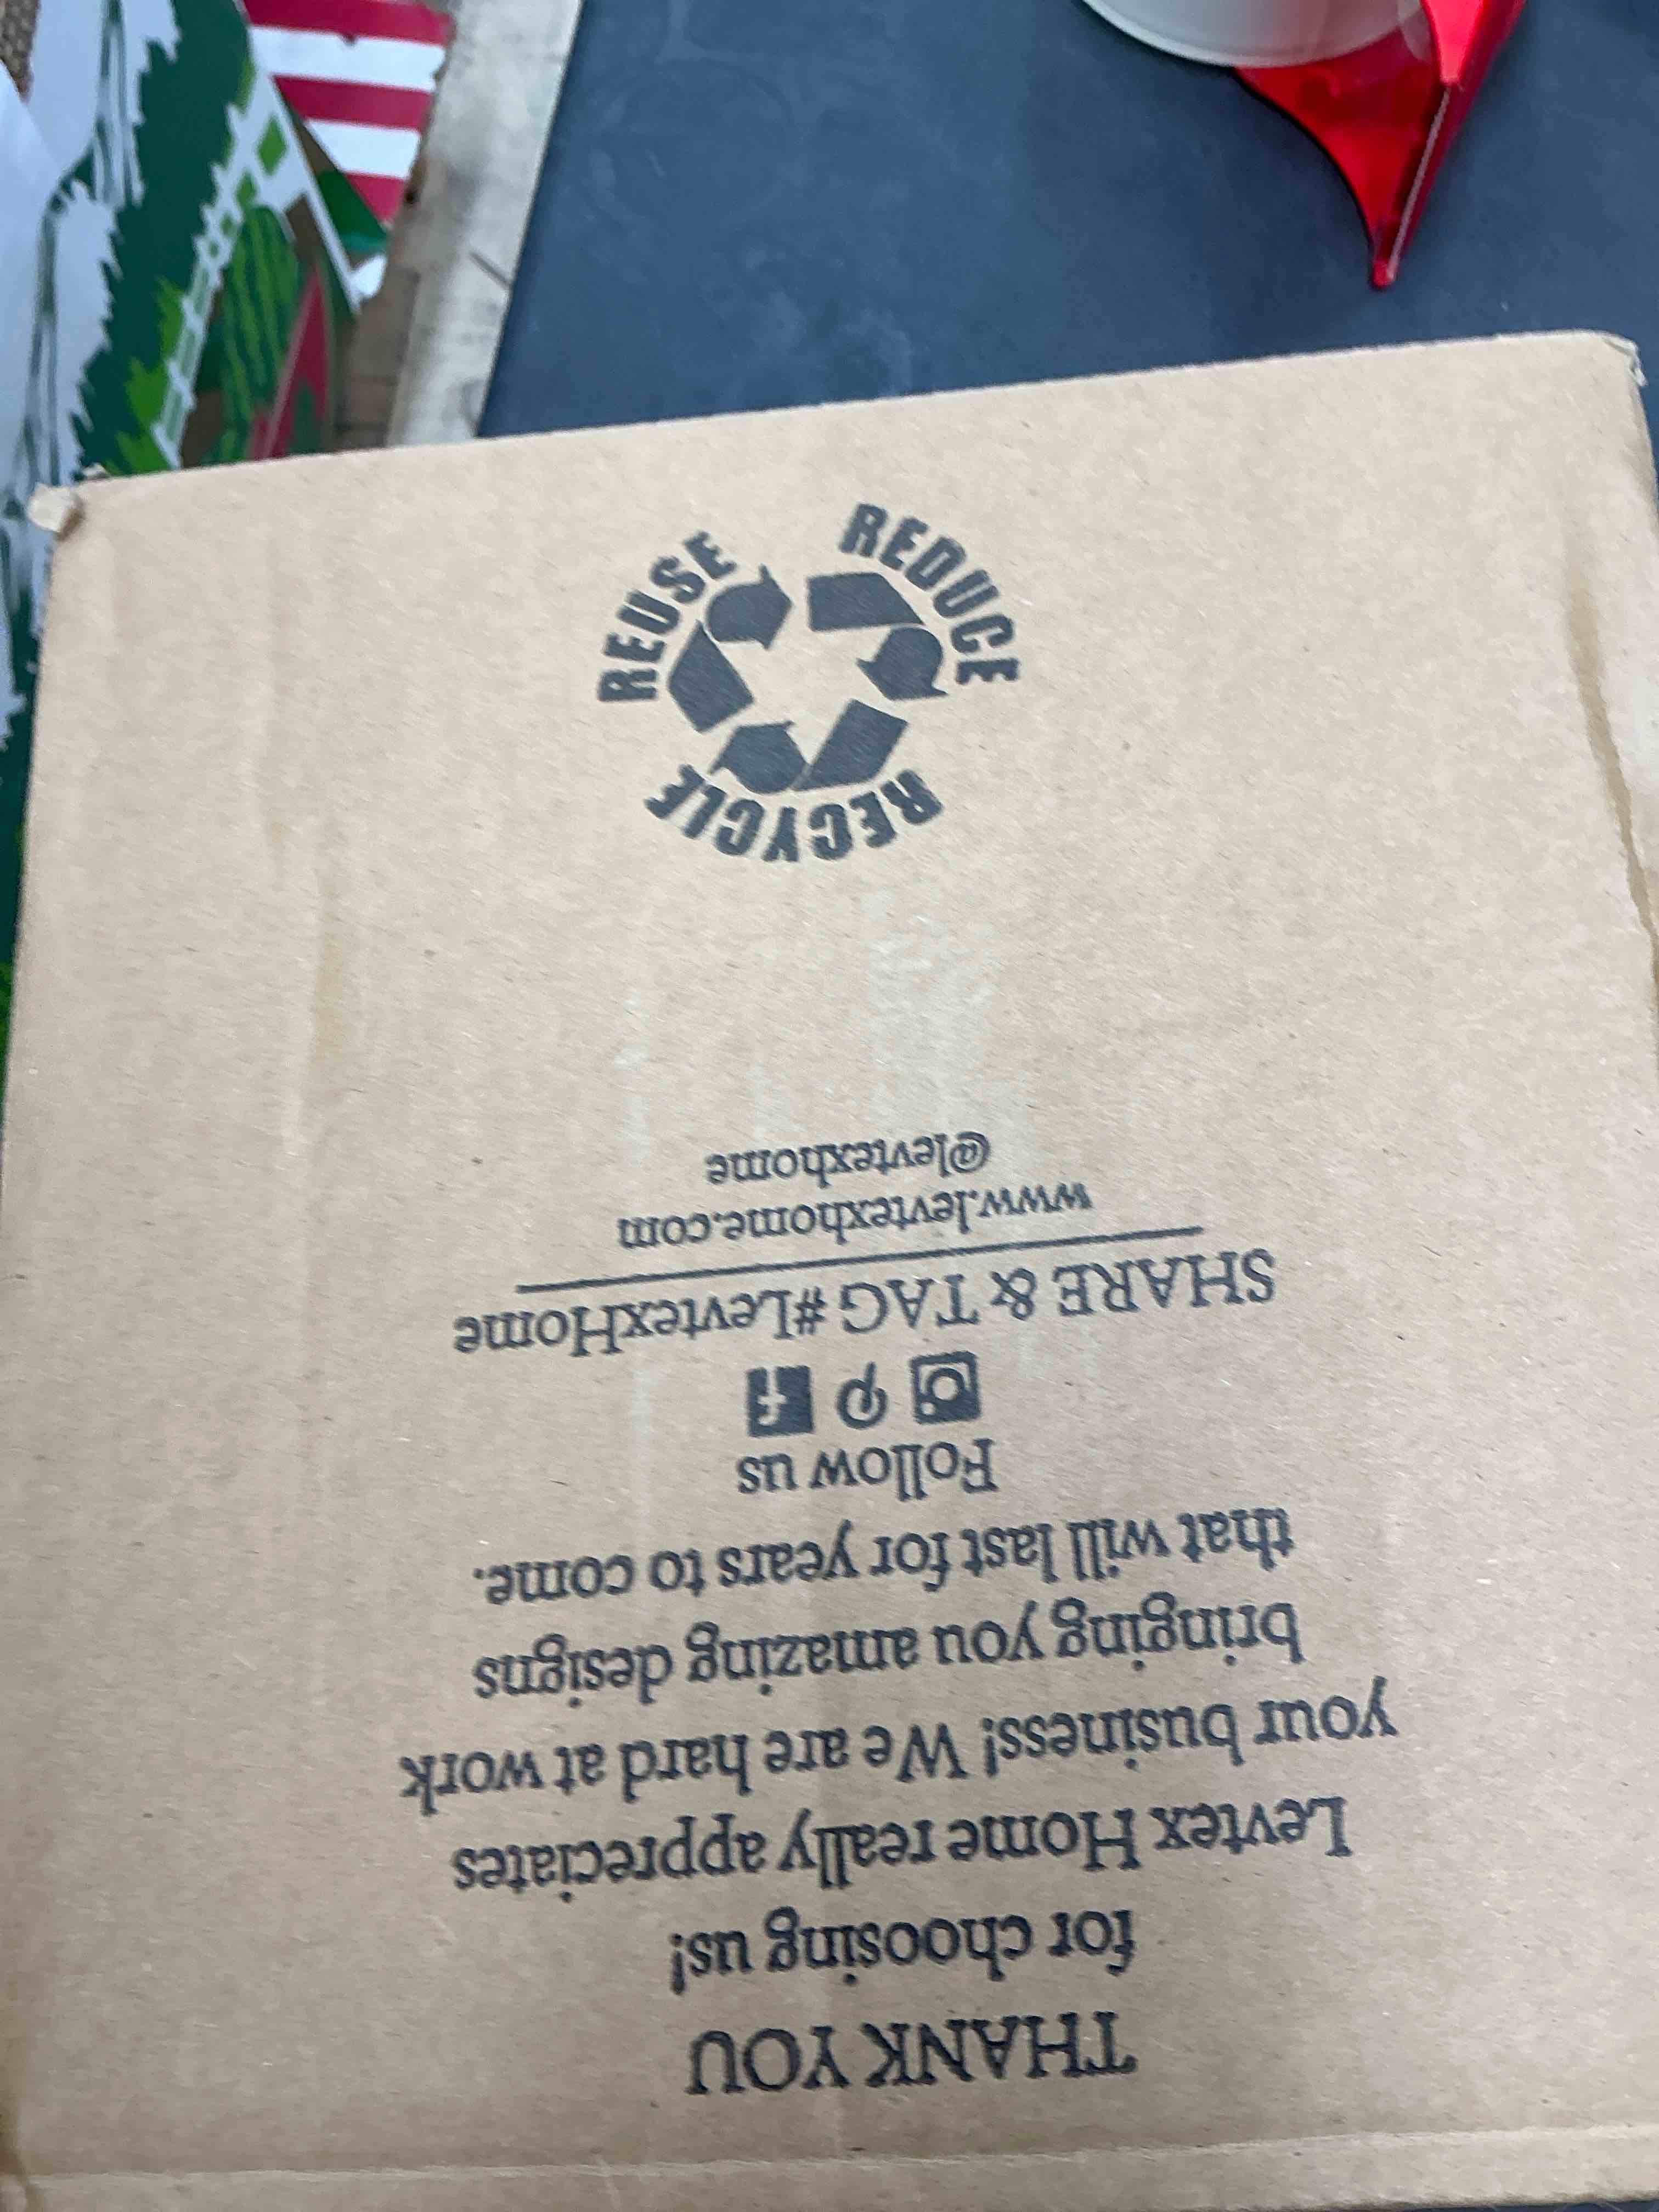 THANK YOU
for choosing us!
Levtex Home really appreciates
your business! We are hard at work
bringing you amazing designs
that will last for years to come.
Follow us
SHARE & TAG #LevtexHome
www.levtexhome.com
@levtexhome
RECYCLE
REDUCE
REUSE